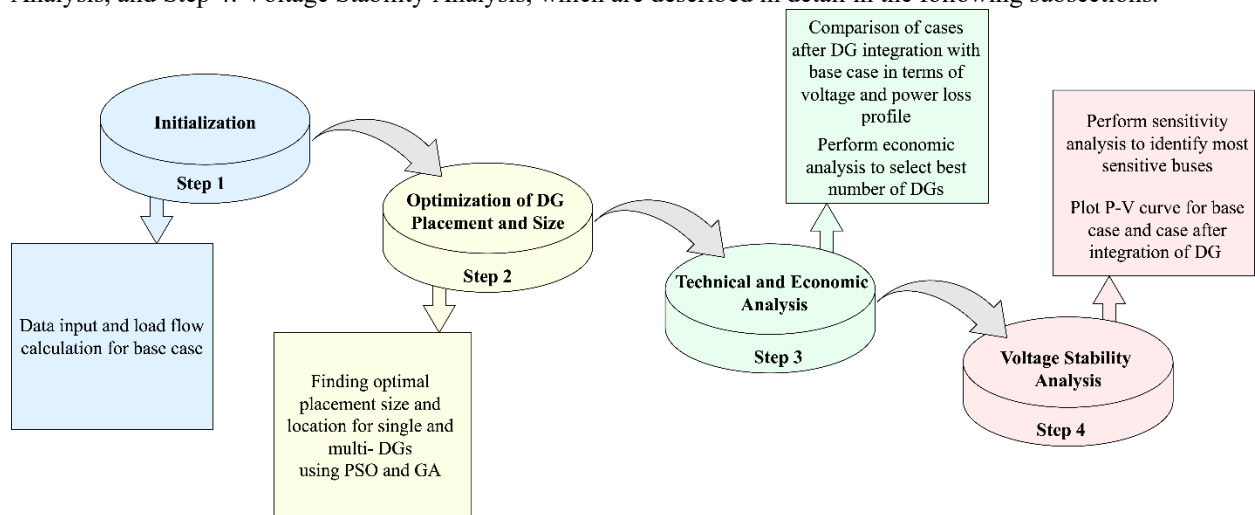 Analysis, and Step 4: Voltage Stability Analysis, which are described in detail in the following subsections.
Initialization
Step 1
Data input and load flow
calculation for base case
Optimization of DG
Placement and Size
Step 2
Finding optimal
placement size and
location for single and
multi- DGs
using PSO and GA
Comparison of cases
after DG integration with
base case in terms of
voltage and power loss
profile
Perform economic
analysis to select best
number of DGs
Technical and Economic
Analysis
Step 3
Perform sensitivity
analysis to identify most
sensitive buses
Plot P-V curve for base
case and case after
integration of DG
Voltage Stability
Analysis
Step 4